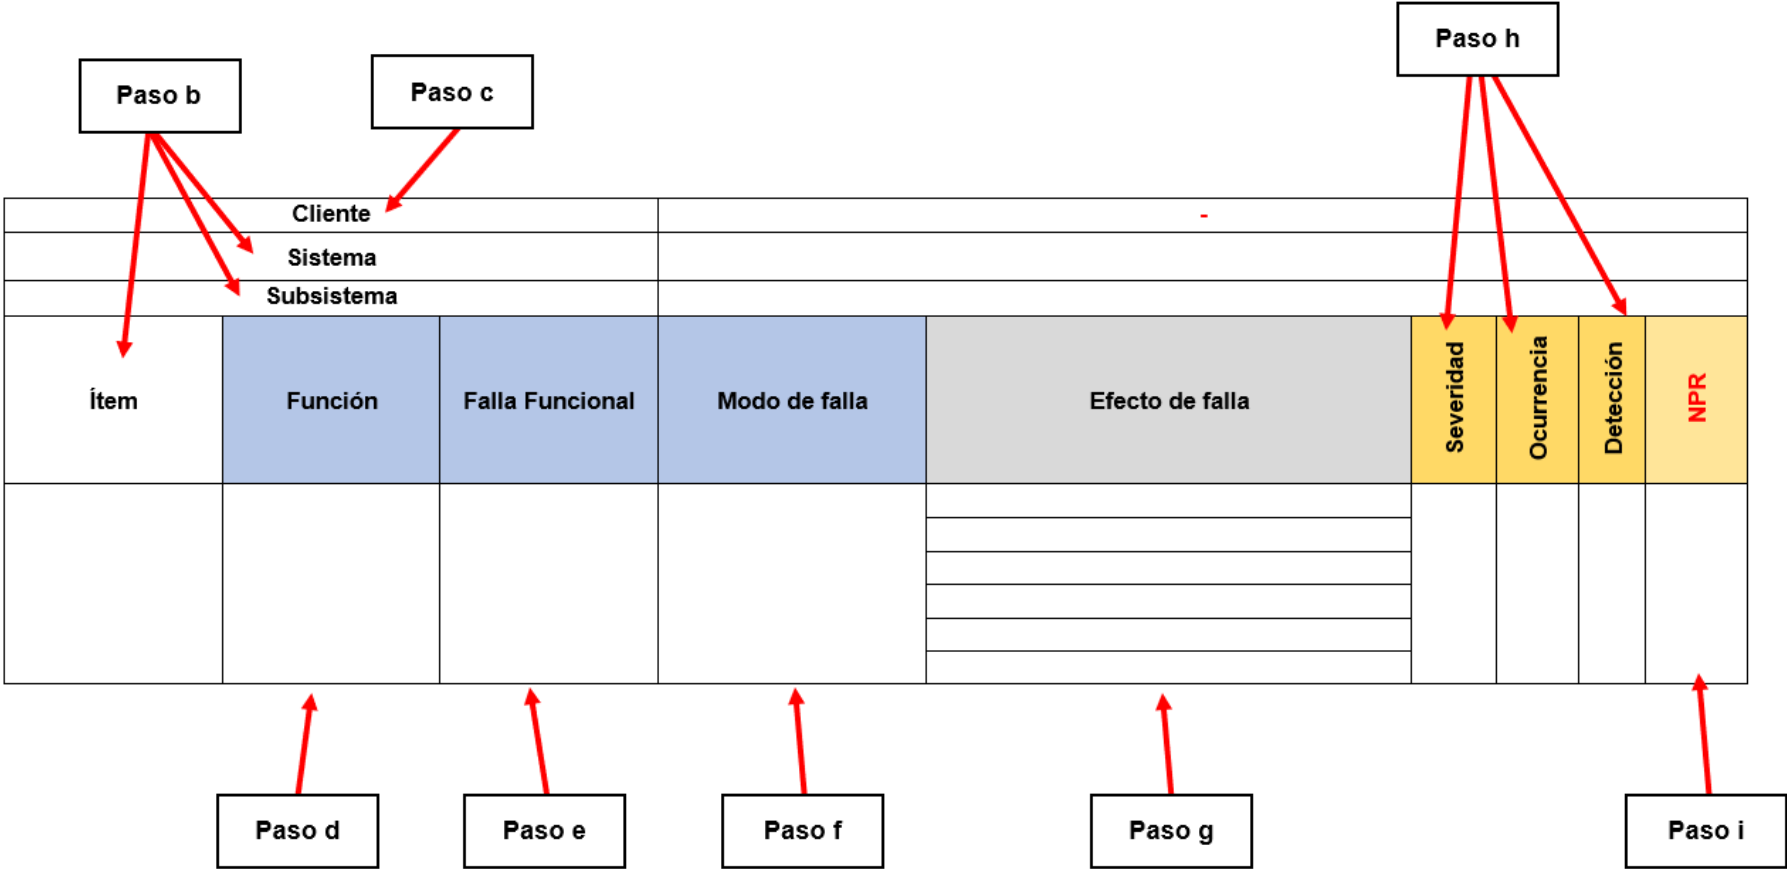 Paso h
Paso b
Paso c
Cliente
-
Sistema
Subsistema
Ítem
Función
Falla Funcional
Modo de falla
Efecto de falla
Severidad
Ocurrencia
Detección
NPR
Paso d
Paso e
Paso f
Paso g
Paso i